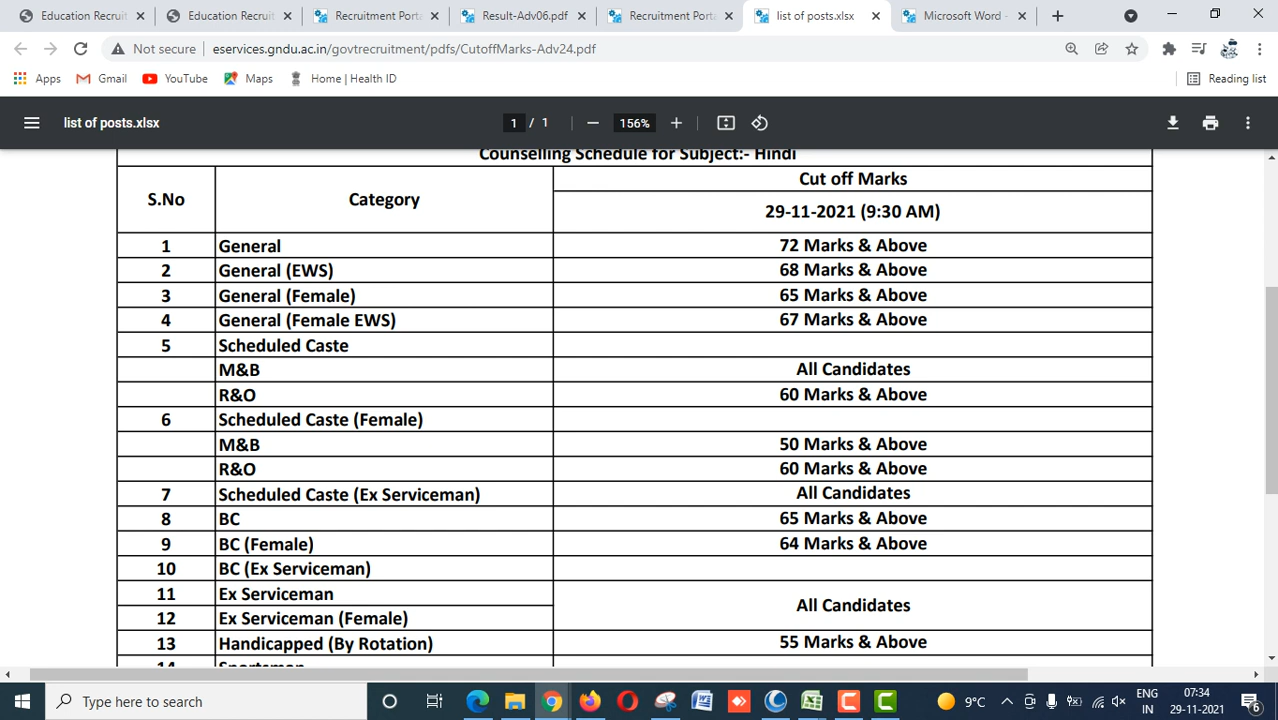 Education Recruit
Education Recruit
Recruitment Porta
Result-Adv06.pdf
Recruitment Porta
list of posts.xlsx
Microsoft Word -
Not secure
eservices.gndu.ac.in/govtrecruitment/pdfs/CutoffMarks-Adv24.pdf
Apps
Gmail
YouTube
Maps
Home | Health ID
Reading list
list of posts.xlsx
1 / 1
156%
Counselling Schedule for Subject:- Hindi
S.No Category Cut off Marks
29-11-2021 (9:30 AM)
1 General 72 Marks & Above
2 General (EWS) 68 Marks & Above
3 General (Female) 65 Marks & Above
4 General (Female EWS) 67 Marks & Above
5 Scheduled Caste
M&B All Candidates
R&O 60 Marks & Above
6 Scheduled Caste (Female)
M&B 50 Marks & Above
R&O 60 Marks & Above
7 Scheduled Caste (Ex Serviceman) All Candidates
8 BC 65 Marks & Above
9 BC (Female) 64 Marks & Above
10 BC (Ex Serviceman)
11 Ex Serviceman All Candidates
12 Ex Serviceman (Female)
13 Handicapped (By Rotation) 55 Marks & Above
14 Sportsman
Type here to search
9°C
ENG
IN
07:34
29-11-2021
6